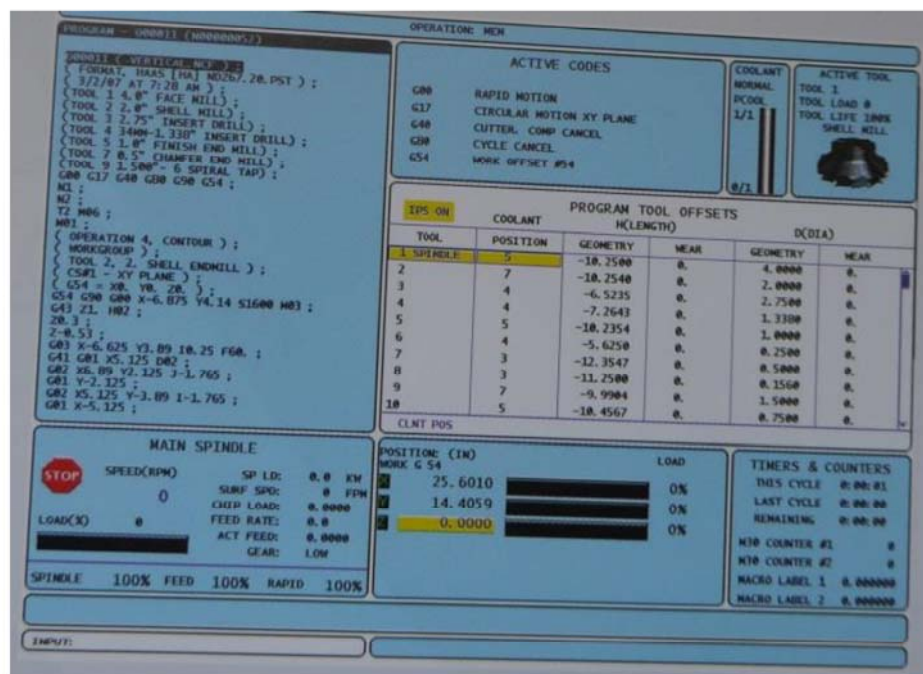 OPERATION: MEM
PROGRAM - G00011 (N00000057)
G00011 ( VERTICAL.NCF ) ;
( FORMAT, HAAS [HA] ND267.20.PST ) ;
( 3/2/07 AT 7:28 AM ) ;
(TOOL 1 4.0" FACE MILL) ;
(TOOL 2 2.0" SHELL MILL) ;
(TOOL 3 2.75" INSERT DRILL) ;
(TOOL 4 34MM-1.338" INSERT DRILL) ;
(TOOL 5 1.0" FINISH END MILL) ;
(TOOL 7 0.5" CHAMFER END MILL) ;
(TOOL 9 1.500"- 6 SPIRAL TAP) ;
G00 G17 G40 G80 G90 G54 ;
N1 ;
N2 ;
T2 M06 ;
M01 ;
( OPERATION 4, CONTOUR ) ;
( WORKGROUP ) ;
( TOOL 2, 2. SHELL ENDMILL ) ;
( CS#1 - XY PLANE ) ;
( G54 = X0. Y0. Z0. ) ;
G54 G90 G00 X-6.875 Y4.14 S1600 M03 ;
G43 Z1. H02 ;
Z0.3 ;
Z-0.53 ;
G03 X-6.625 Y3.89 I0.25 F60. ;
G41 G01 X5.125 D02 ;
G02 X6.89 Y2.125 J-1.765 ;
G01 Y-2.125 ;
G02 X5.125 Y-3.89 I-1.765 ;
G01 X-5.125 ;
ACTIVE CODES
G00 RAPID MOTION
G17 CIRCULAR MOTION XY PLANE
G40 CUTTER. COMP CANCEL
G80 CYCLE CANCEL
G54 WORK OFFSET #54
COOLANT
NORMAL
PCOOL
1/1
0/1
ACTIVE TOOL
TOOL 1
TOOL LOAD 0
TOOL LIFE 100%
SHELL MILL
PROGRAM TOOL OFFSETS
IPS ON COOLANT H(LENGTH) D(DIA)
TOOL POSITION GEOMETRY WEAR GEOMETRY WEAR
1 SPINDLE 5 -10.2500 0. 4.0000 0.
2 7 -10.2540 0. 2.0000 0.
3 4 -6.5235 0. 2.7500 0.
4 4 -7.2643 0. 1.3380 0.
5 5 -10.2354 0. 1.0000 0.
6 4 -5.6250 0. 0.2500 0.
7 3 -12.3547 0. 0.5000 0.
8 3 -11.2500 0. 0.1560 0.
9 7 -9.9904 0. 1.5000 0.
10 5 -10.4567 0. 0.7500 0.
CLNT POS
MAIN SPINDLE
STOP
SPEED(RPM) 0
LOAD(%) 0
SP LD: 0.0 KW
SURF SPD: 0 FPM
CHIP LOAD: 0.0000
FEED RATE: 0.0
ACT FEED: 0.0000
GEAR: LOW
SPINDLE 100% FEED 100% RAPID 100%
POSITION: (IN)
WORK G 54 LOAD
X 25.6010 0%
Y 14.4059 0%
Z 0.0000 0%
TIMERS & COUNTERS
THIS CYCLE 0:00:01
LAST CYCLE 0:00:00
REMAINING 0:00:00
M30 COUNTER #1 0
M30 COUNTER #2 0
MACRO LABEL 1 0.000000
MACRO LABEL 2 0.000000
INPUT: